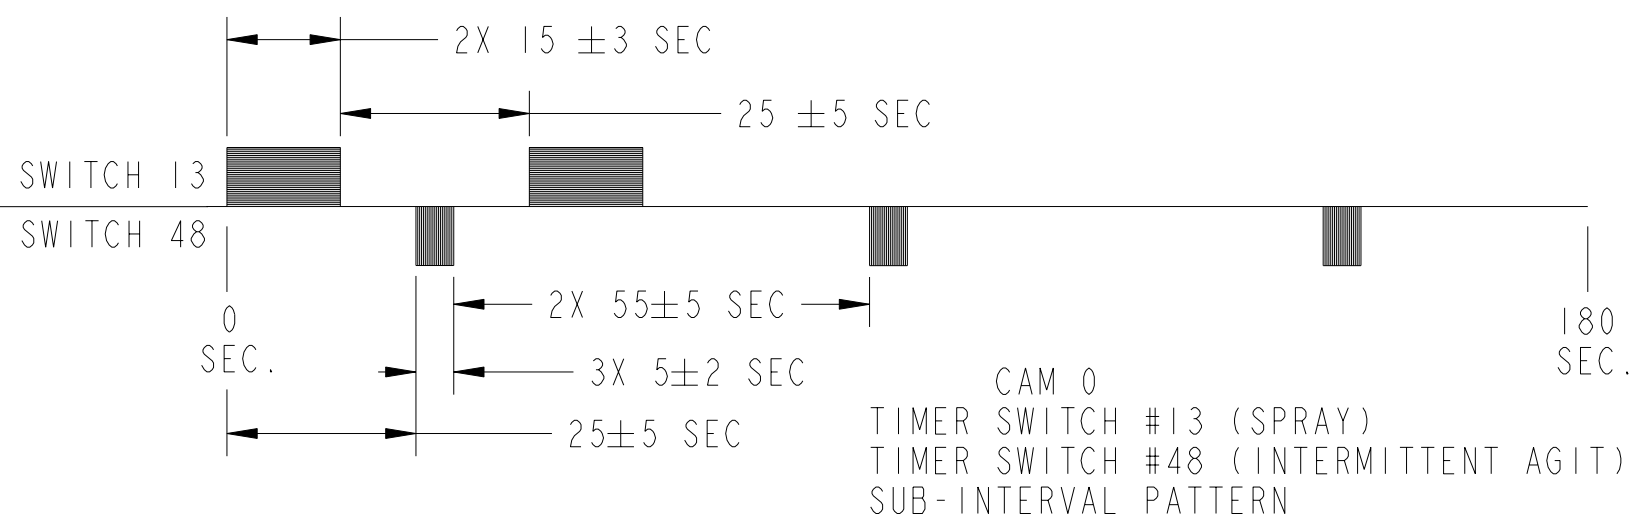 2X 15 ±3 SEC
25 ±5 SEC
SWITCH 13
SWITCH 48
2X 55±5 SEC
0
SEC.
180
SEC.
3X 5±2 SEC
25±5 SEC
CAM 0
TIMER SWITCH #13 (SPRAY)
TIMER SWITCH #48 (INTERMITTENT AGIT)
SUB-INTERVAL PATTERN